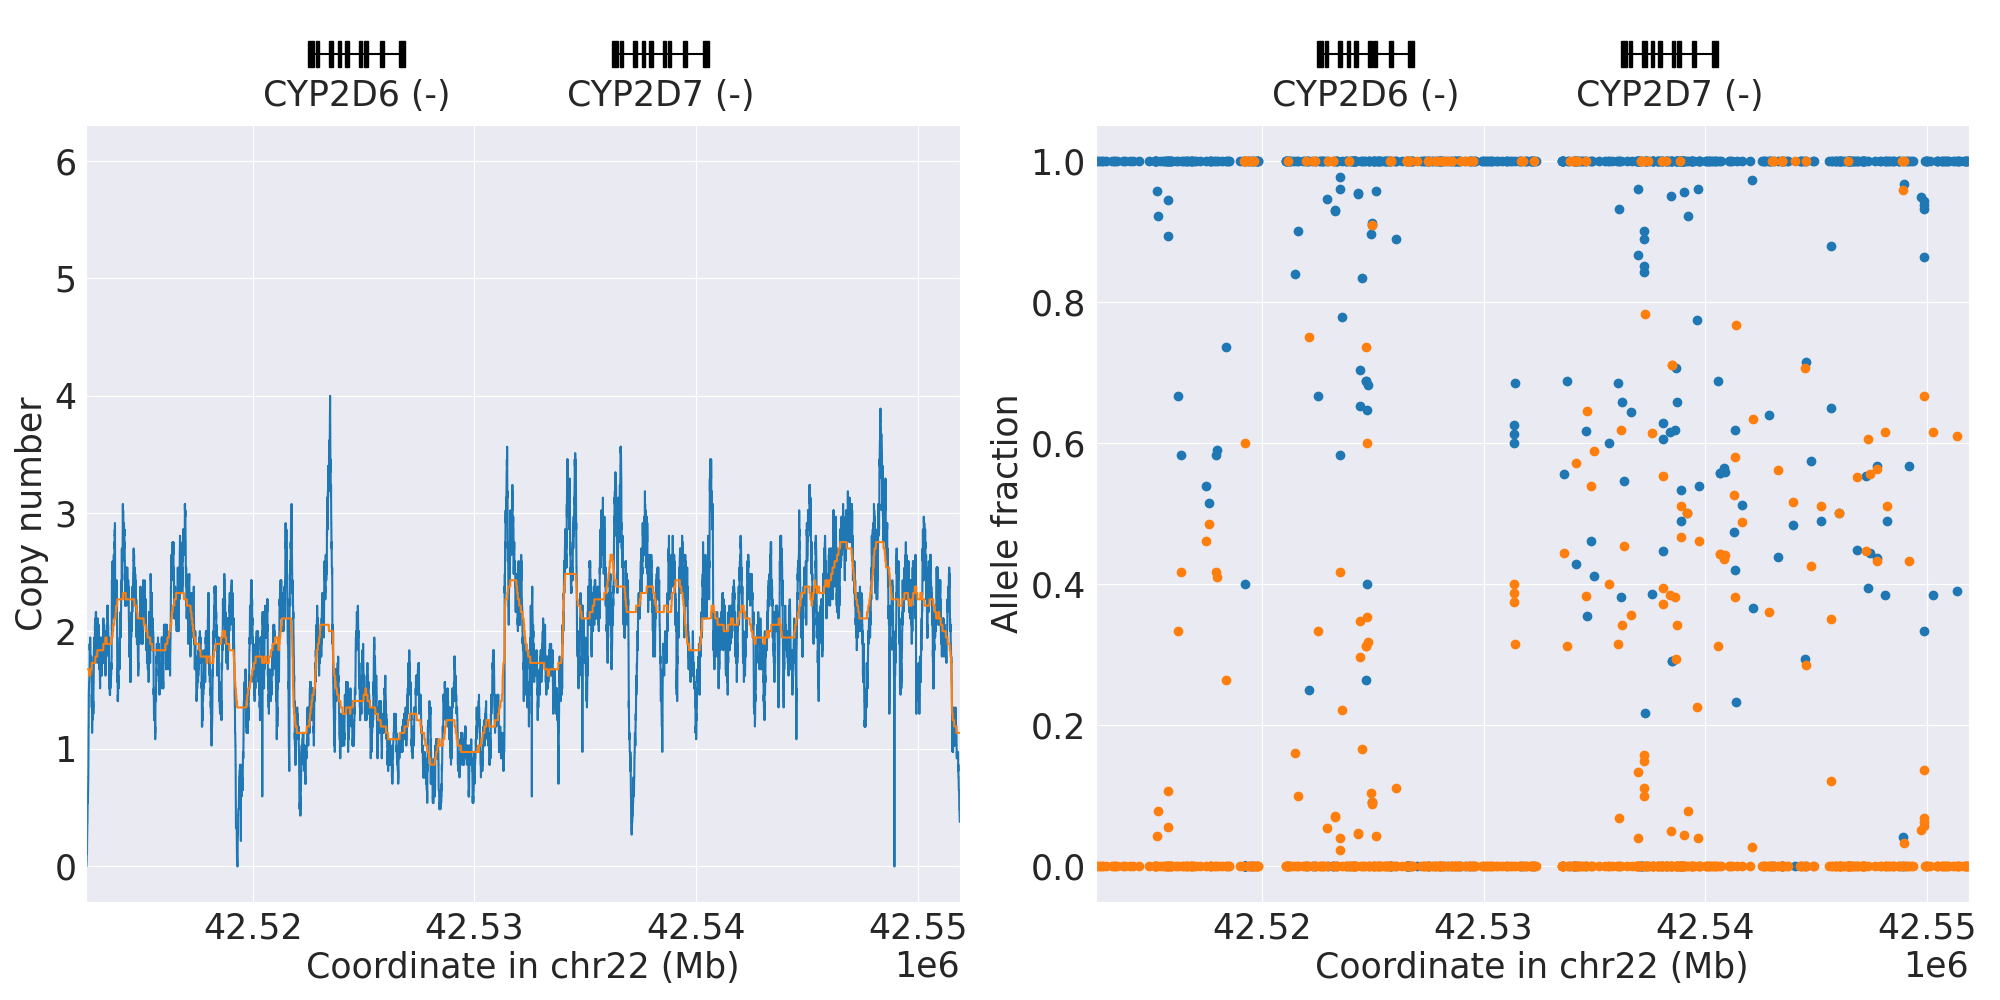 CYP2D6 (-)
CYP2D7 (-)
6
5
4
3
2
1
0
Copy number
42.52
42.53
42.54
42.55
Coordinate in chr22 (Mb)
1e6
CYP2D6 (-)
CYP2D7 (-)
1.0
0.8
0.6
0.4
0.2
0.0
Allele fraction
42.52
42.53
42.54
42.55
Coordinate in chr22 (Mb)
1e6